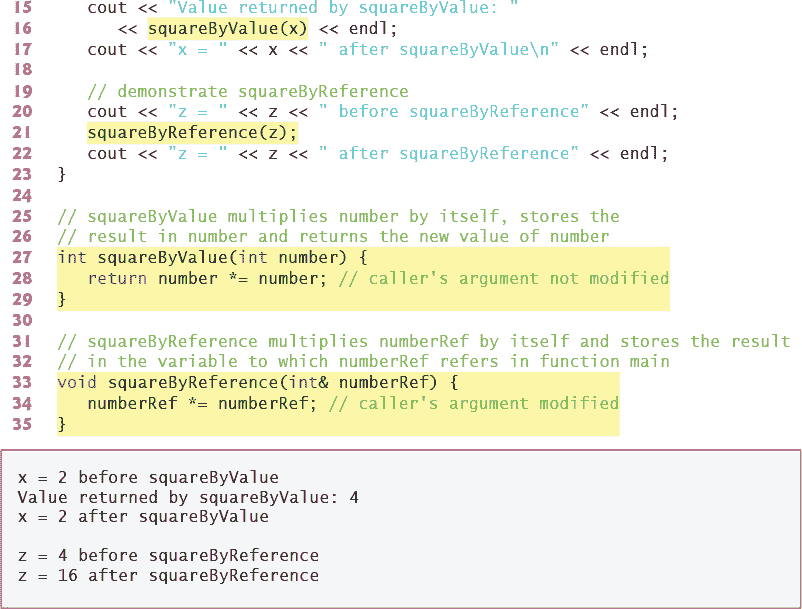 15 cout << "Value returned by squareByValue: "
16 << squareByValue(x) << endl;
17 cout << "x = " << x << " after squareByValue\n" << endl;
18
19 // demonstrate squareByReference
20 cout << "z = " << z << " before squareByReference" << endl;
21 squareByReference(z);
22 cout << "z = " << z << " after squareByReference" << endl;
23 }
24
25 // squareByValue multiplies number by itself, stores the
26 // result in number and returns the new value of number
27 int squareByValue(int number) {
28 return number *= number; // caller's argument not modified
29 }
30
31 // squareByReference multiplies numberRef by itself and stores the result
32 // in the variable to which numberRef refers in function main
33 void squareByReference(int& numberRef) {
34 numberRef *= numberRef; // caller's argument modified
35 }
x = 2 before squareByValue
Value returned by squareByValue: 4
x = 2 after squareByValue
z = 4 before squareByReference
z = 16 after squareByReference